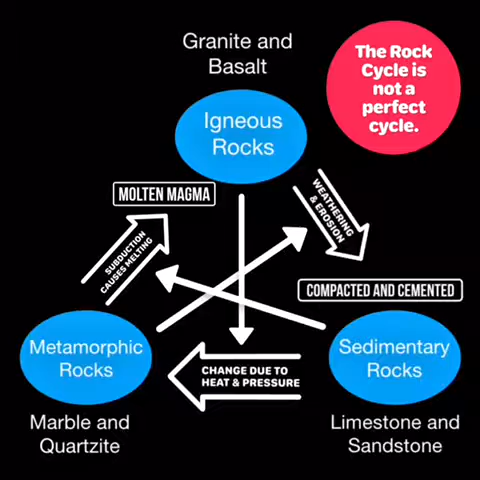 Granite and
Basalt
The Rock
Cycle is
not a
perfect
cycle.
Igneous
Rocks
MOLTEN MAGMA
WEATHERING
& EROSION
SUBDUCTION
CAUSES MELTING
COMPACTED AND CEMENTED
Metamorphic
Rocks
CHANGE DUE TO
HEAT & PRESSURE
Sedimentary
Rocks
Marble and
Quartzite
Limestone and
Sandstone